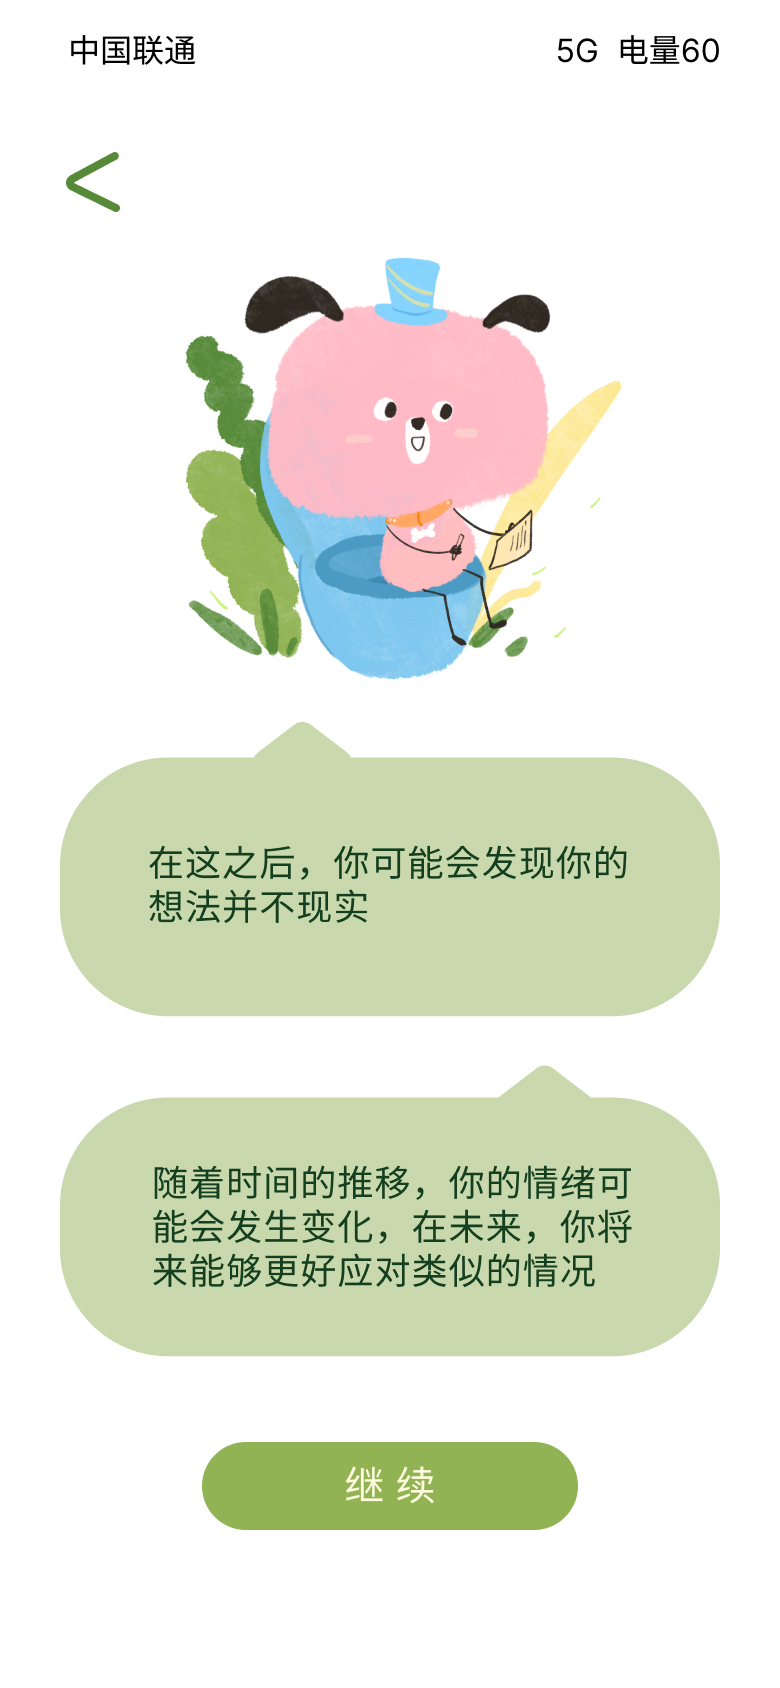 中国联通
5G 电量60
在这之后，你可能会发现你的
想法并不现实
随着时间的推移，你的情绪可
能会发生变化，在未来，你将
来能够更好应对类似的情况
继续